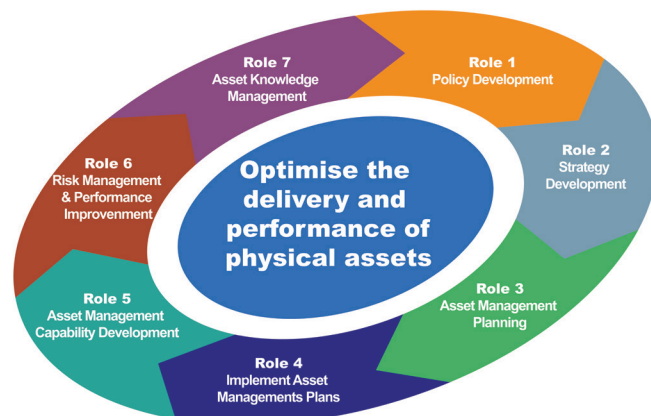 Role 1
Policy Development
Role 2
Strategy
Development
Role 3
Asset Management
Planning
Role 4
Implement Asset
Managements Plans
Role 5
Asset Management
Capability Development
Role 6
Risk Management
& Performance
Improvenment
Role 7
Asset Knowledge
Management
Optimise the
delivery and
performance of
physical assets